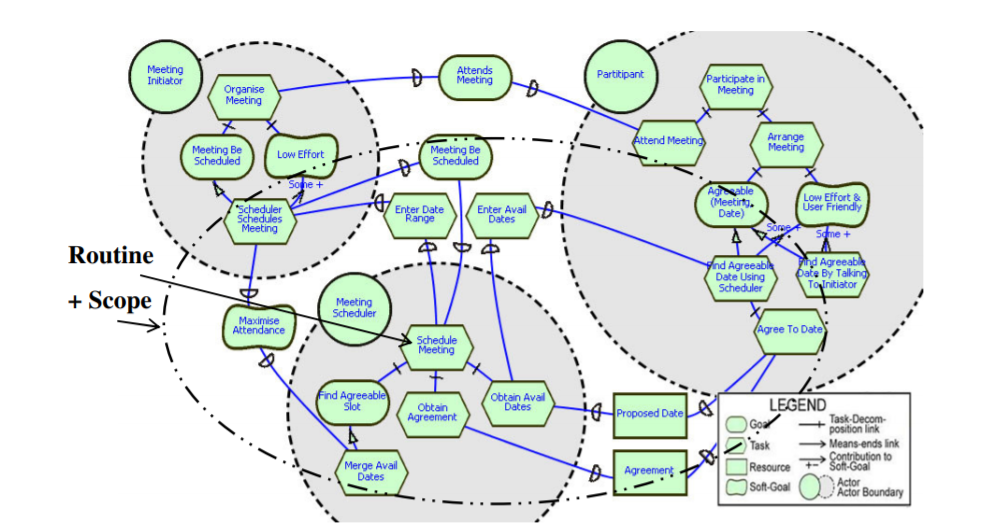 Meeting
Initiator
Organise
Meeting
Meeting Be
Scheduled
Low Effort
Some +
Scheduler
Schedules
Meeting
Attends
Meeting
Meeting Be
Scheduled
Enter Date
Range
Enter Avail
Dates
Partitipant
Participate in
Meeting
Attend Meeting
Arrange
Meeting
Agreeable
(Meeting,
Date)
Low Effort &
User Friendly
Some +
Some +
Find Agreeable
Date Using
Scheduler
Find Agreeable
Date By Talking
To Initiator
Agree To Date
Routine
+ Scope
Maximise
Attendance
Meeting
Scheduler
Schedule
Meeting
Find Agreeable
Slot
Obtain
Agreement
Obtain Avail
Dates
Merge Avail
Dates
Proposed Date
Agreement
LEGEND
Goal
Task
Resource
Soft-Goal
Task-Decom-
position link
Means-ends link
Contribution to
Soft-Goal
+-
Actor
Actor Boundary